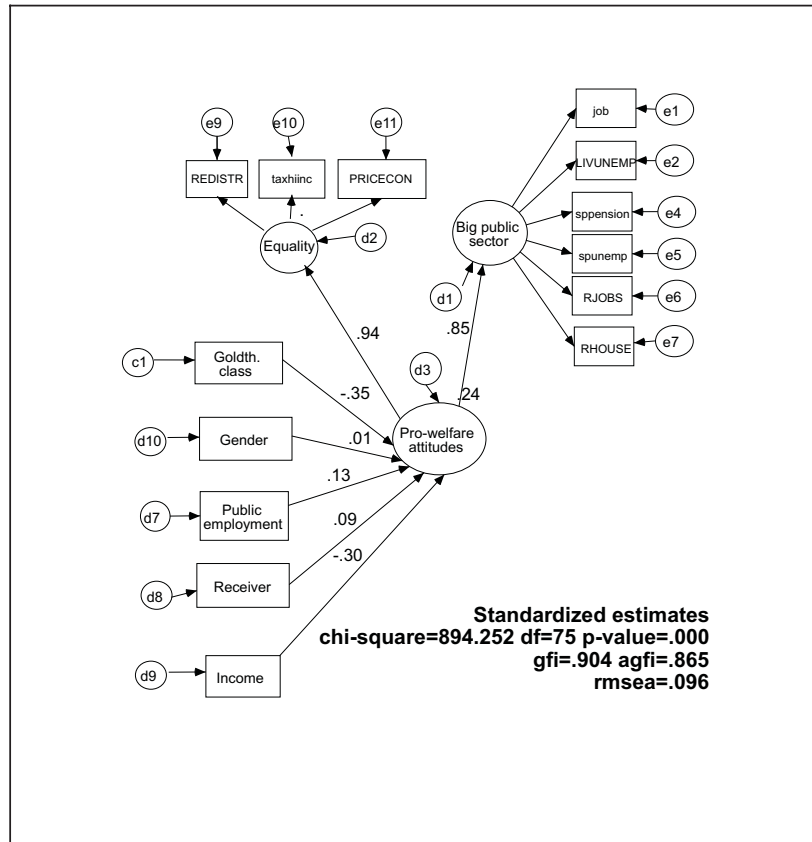 job
e1
LIVUNEMP
e2
sppension
e4
spunemp
e5
RJOBS
e6
RHOUSE
e7
Big public
sector
d1
e9
e10
e11
REDISTR
taxhiinc
PRICECON
Equality
d2
.
.94
.85
d3
.24
Pro-welfare
attitudes
c1
Goldth.
class
-.35
d10
Gender
.01
d7
Public
employment
.13
d8
Receiver
.09
d9
Income
-.30
Standardized estimates
chi-square=894.252 df=75 p-value=.000
gfi=.904 agfi=.865
rmsea=.096